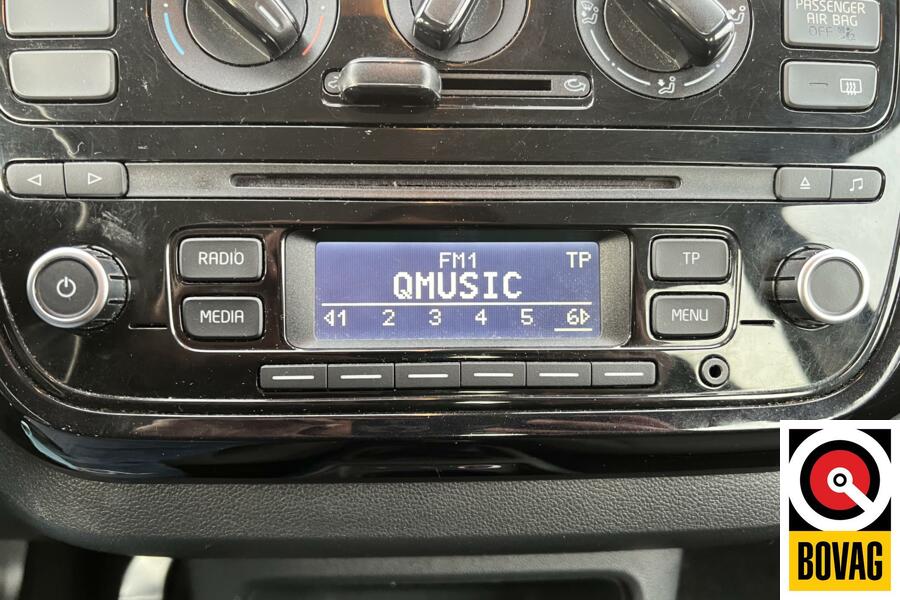 PASSENGER
AIR BAG
OFF
RADIO
MEDIA
FM1
TP
QMUSIC
1 2 3 4 5 6
TP
MENU
BOVAG